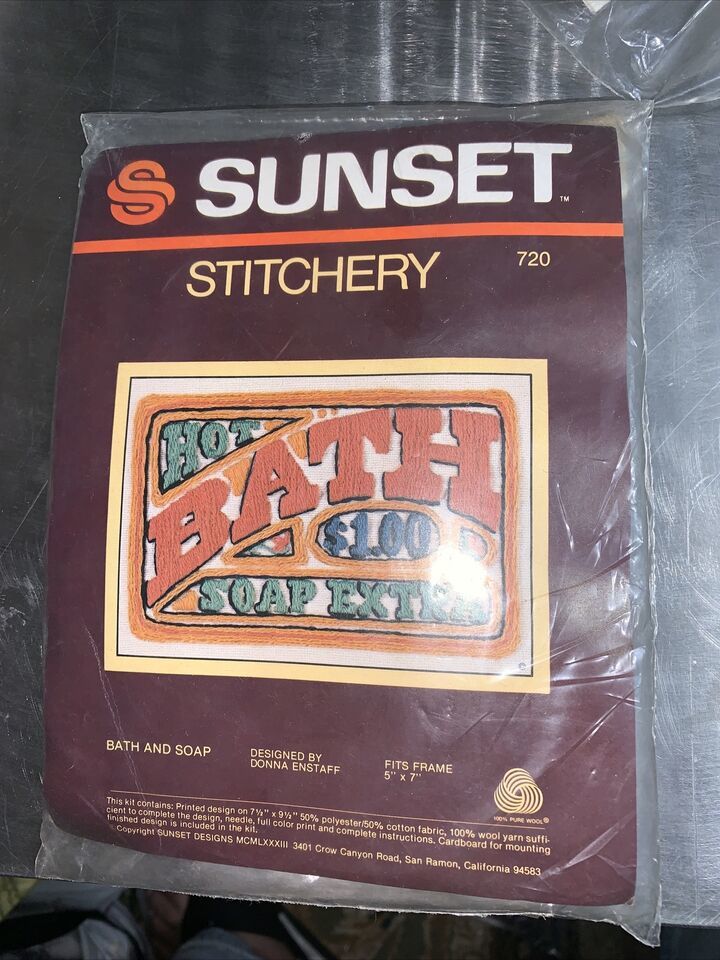 SUNSET™
STITCHERY
720
HOT
BATH
$1.00
SOAP EXTRA
BATH AND SOAP
DESIGNED BY
DONNA ENSTAFF
FITS FRAME
5" x 7"
100% PURE WOOL®
This kit contains: Printed design on 7½" x 9½" 50% polyester/50% cotton fabric, 100% wool yarn suffi-
cient to complete the design, needle, full color print and complete instructions. Cardboard for mounting
finished design is included in the kit.
Copyright SUNSET DESIGNS MCMLXXXIII 3401 Crow Canyon Road, San Ramon, California 94583